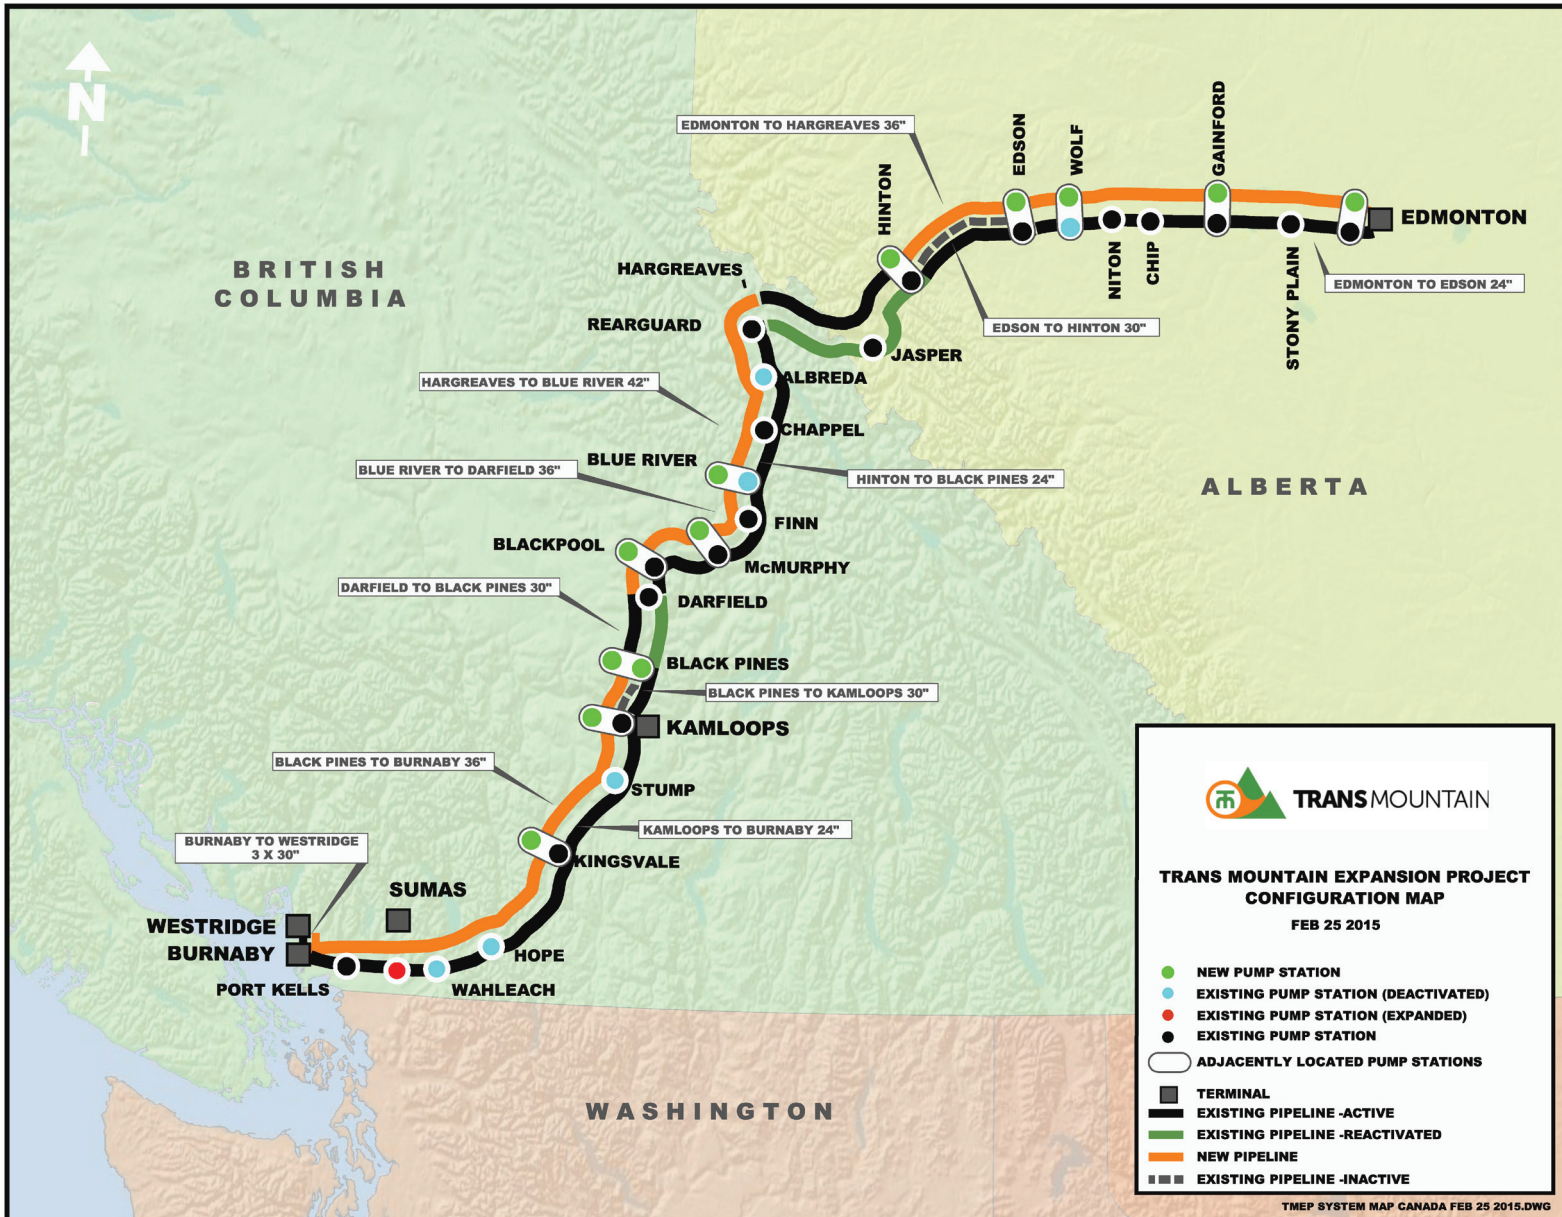 N
BRITISH
COLUMBIA
EDMONTON TO HARGREAVES 36"
HINTON
EDSON
WOLF
GAINFORD
EDMONTON
NITON
CHIP
STONY PLAIN
EDMONTON TO EDSON 24"
EDSON TO HINTON 30"
HARGREAVES
REARGUARD
JASPER
ALBREDA
HARGREAVES TO BLUE RIVER 42"
CHAPPEL
BLUE RIVER
BLUE RIVER TO DARFIELD 36"
HINTON TO BLACK PINES 24"
ALBERTA
FINN
BLACKPOOL
McMURPHY
DARFIELD TO BLACK PINES 30"
DARFIELD
BLACK PINES
BLACK PINES TO KAMLOOPS 30"
KAMLOOPS
BLACK PINES TO BURNABY 36"
STUMP
KAMLOOPS TO BURNABY 24"
BURNABY TO WESTRIDGE
3 X 30"
KINGSVALE
SUMAS
WESTRIDGE
BURNABY
HOPE
PORT KELLS
WAHLEACH
WASHINGTON
TRANSMOUNTAIN
TRANS MOUNTAIN EXPANSION PROJECT
CONFIGURATION MAP
FEB 25 2015
NEW PUMP STATION
EXISTING PUMP STATION (DEACTIVATED)
EXISTING PUMP STATION (EXPANDED)
EXISTING PUMP STATION
ADJACENTLY LOCATED PUMP STATIONS
TERMINAL
EXISTING PIPELINE -ACTIVE
EXISTING PIPELINE -REACTIVATED
NEW PIPELINE
EXISTING PIPELINE -INACTIVE
TMEP SYSTEM MAP CANADA FEB 25 2015.DWG